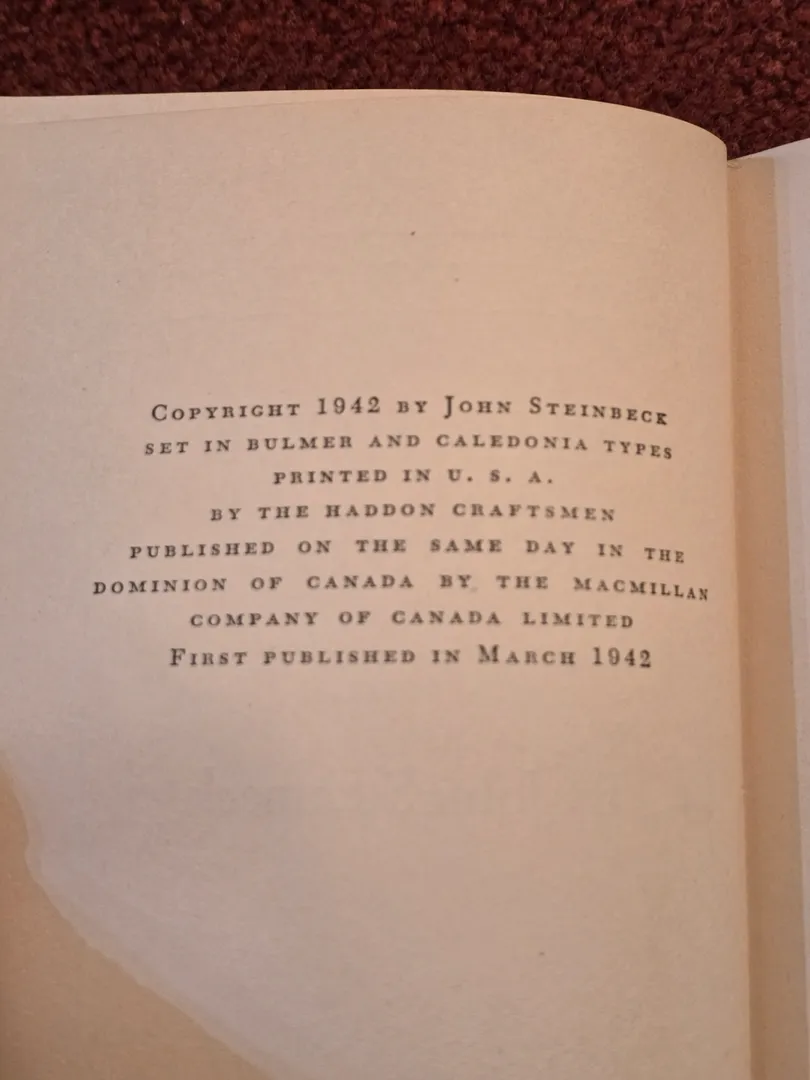 Copyright 1942 by John Steinbeck
set in bulmer and caledonia types
printed in u. s. a.
by the haddon craftsmen
published on the same day in the
dominion of canada by the macmillan
company of canada limited
First published in March 1942